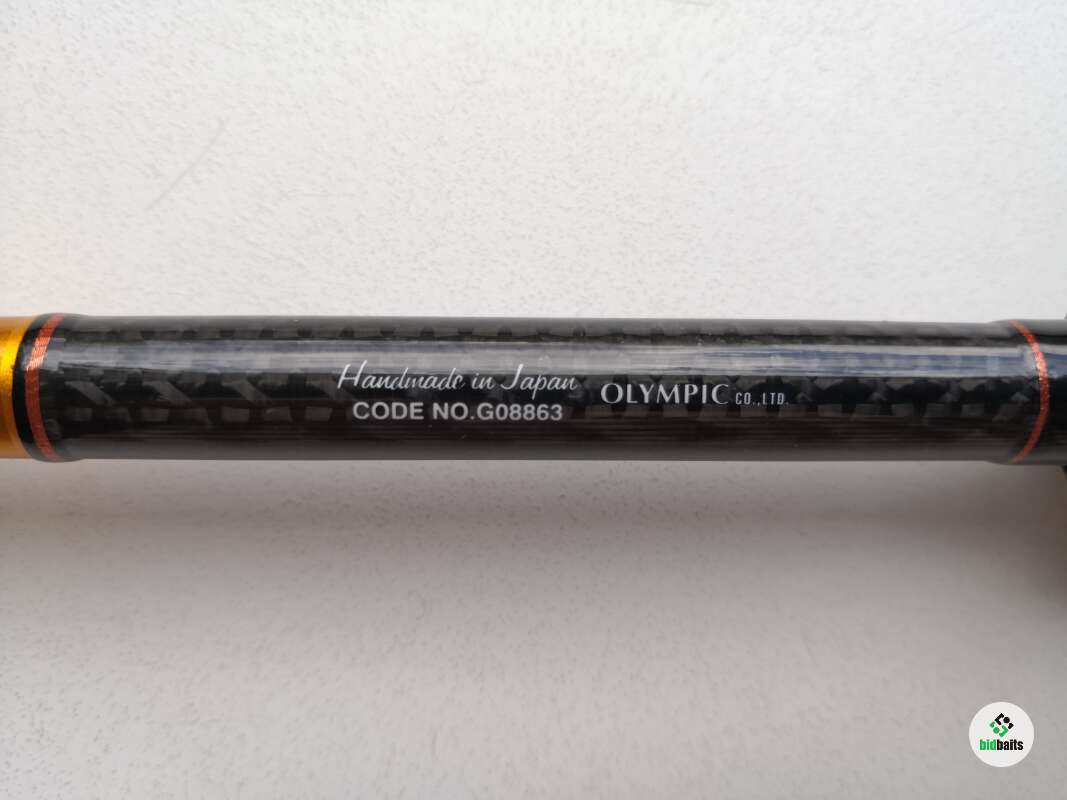 Handmade in Japan
CODE NO.G08863
OLYMPIC CO.,LTD.
bidbaits